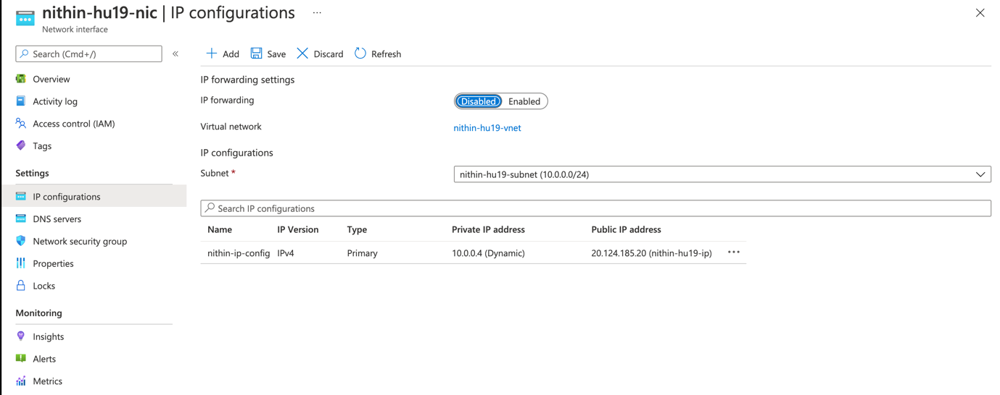 nithin-hu19-nic | IP configurations ...
Network interface
Search (Cmd+/)
«
Add Save Discard Refresh
Overview
Activity log
Access control (IAM)
Tags
Settings
IP configurations
DNS servers
Network security group
Properties
Locks
Monitoring
Insights
Alerts
Metrics
IP forwarding settings
IP forwarding Disabled Enabled
Virtual network nithin-hu19-vnet
IP configurations
Subnet * nithin-hu19-subnet (10.0.0.0/24)
Search IP configurations
Name IP Version Type Private IP address Public IP address
nithin-ip-config IPv4 Primary 10.0.0.4 (Dynamic) 20.124.185.20 (nithin-hu19-ip) ...